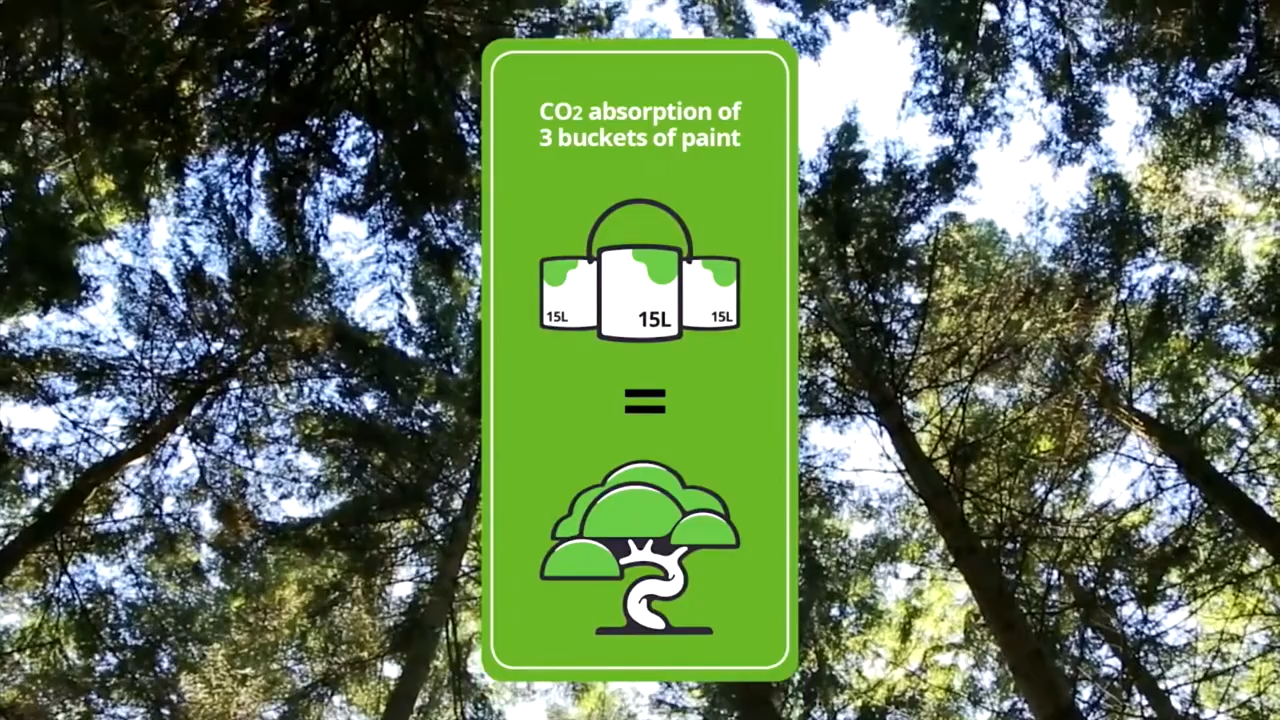 CO2 absorption of
3 buckets of paint
15L
15L
15L
=